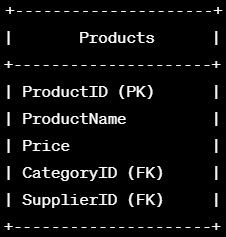 Products
ProductID (PK)
ProductName
Price
CategoryID (FK)
SupplierID (FK)